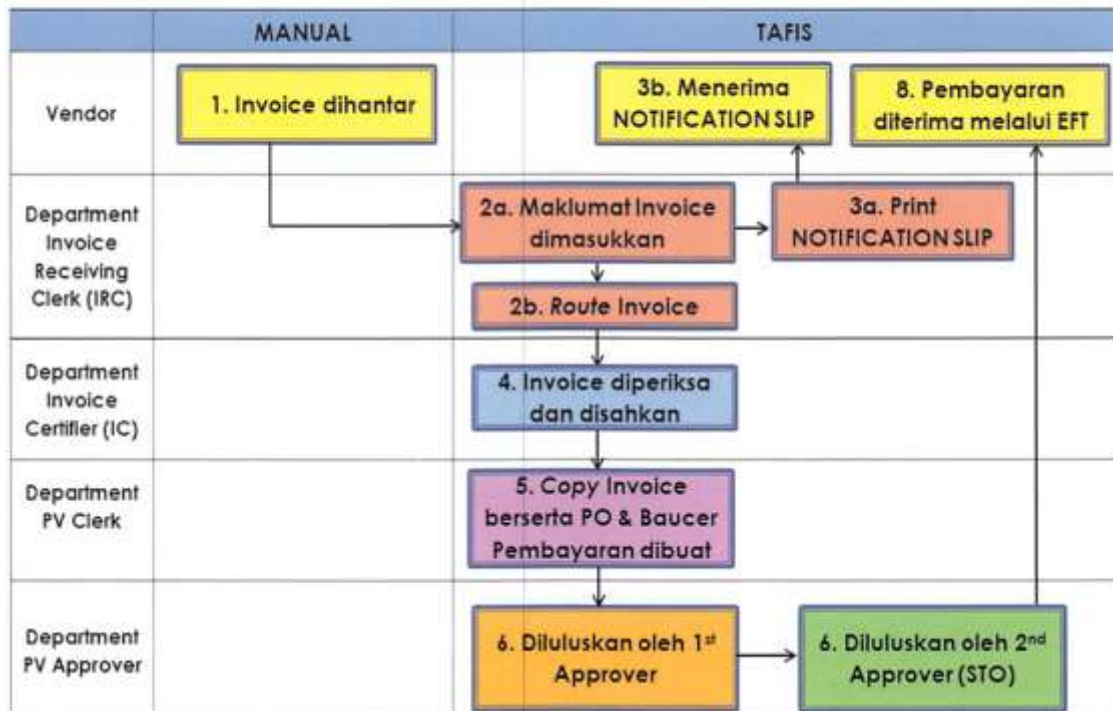 MANUAL
TAFIS
Vendor
1. Invoice dihantar
3b. Menerima
NOTIFICATION SLIP
8. Pembayaran
diterima melalui EFT
Department
Invoice
Receiving
Clerk (IRC)
2a. Maklumat Invoice
dimasukkan
3a. Print
NOTIFICATION SLIP
2b. Route Invoice
Department
Invoice
Certifier (IC)
4. Invoice diperiksa
dan disahkan
Department
PV Clerk
5. Copy Invoice
berserta PO & Baucer
Pembayaran dibuat
Department
PV Approver
6. Diluluskan oleh 1st
Approver
6. Diluluskan oleh 2nd
Approver (STO)